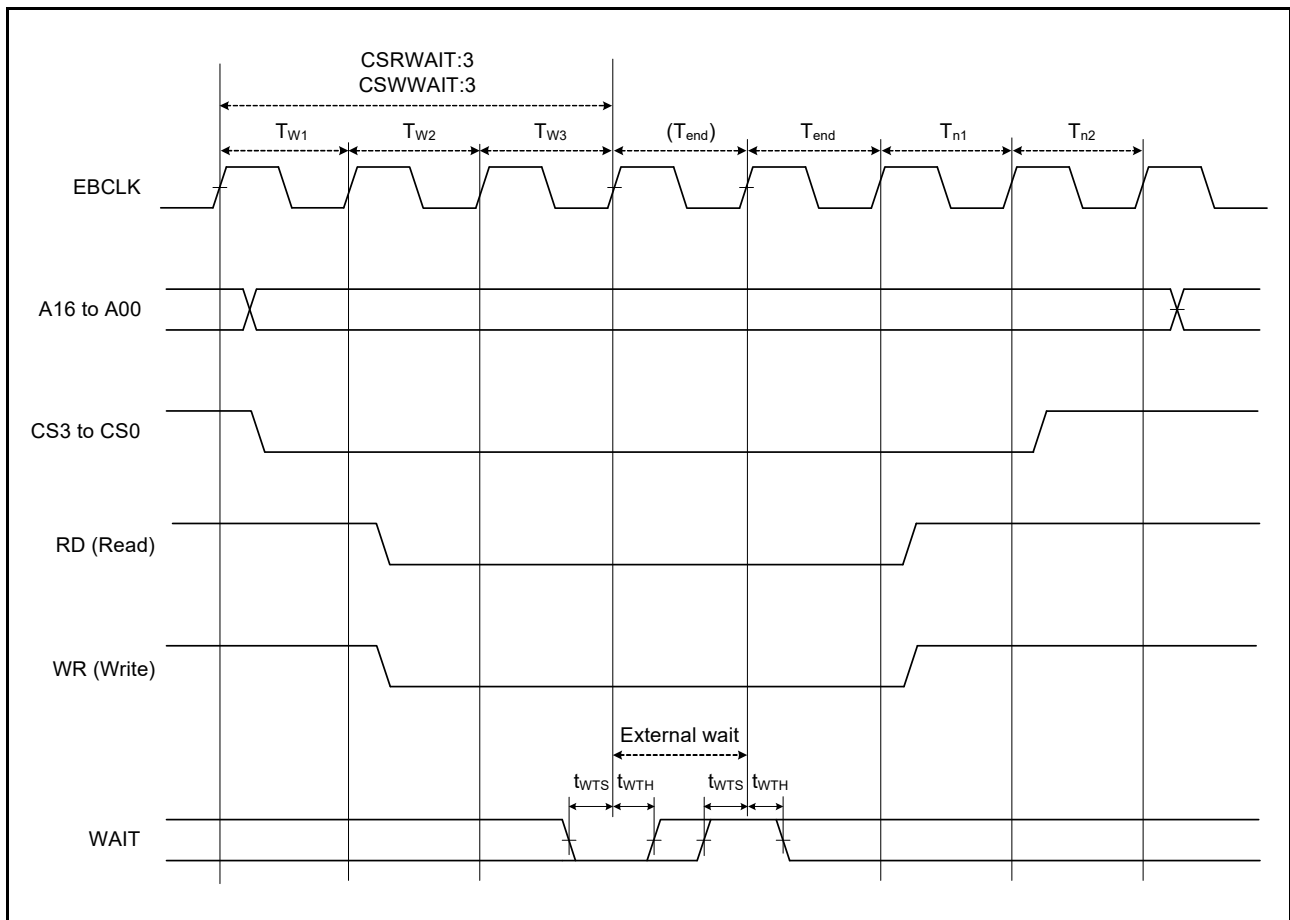 CSRWAIT:3
CSWWAIT:3
TW1 TW2 TW3 (Tend) Tend Tn1 Tn2
EBCLK
A16 to A00
CS3 to CS0
RD (Read)
WR (Write)
External wait
tWTS tWTH tWTS tWTH
WAIT